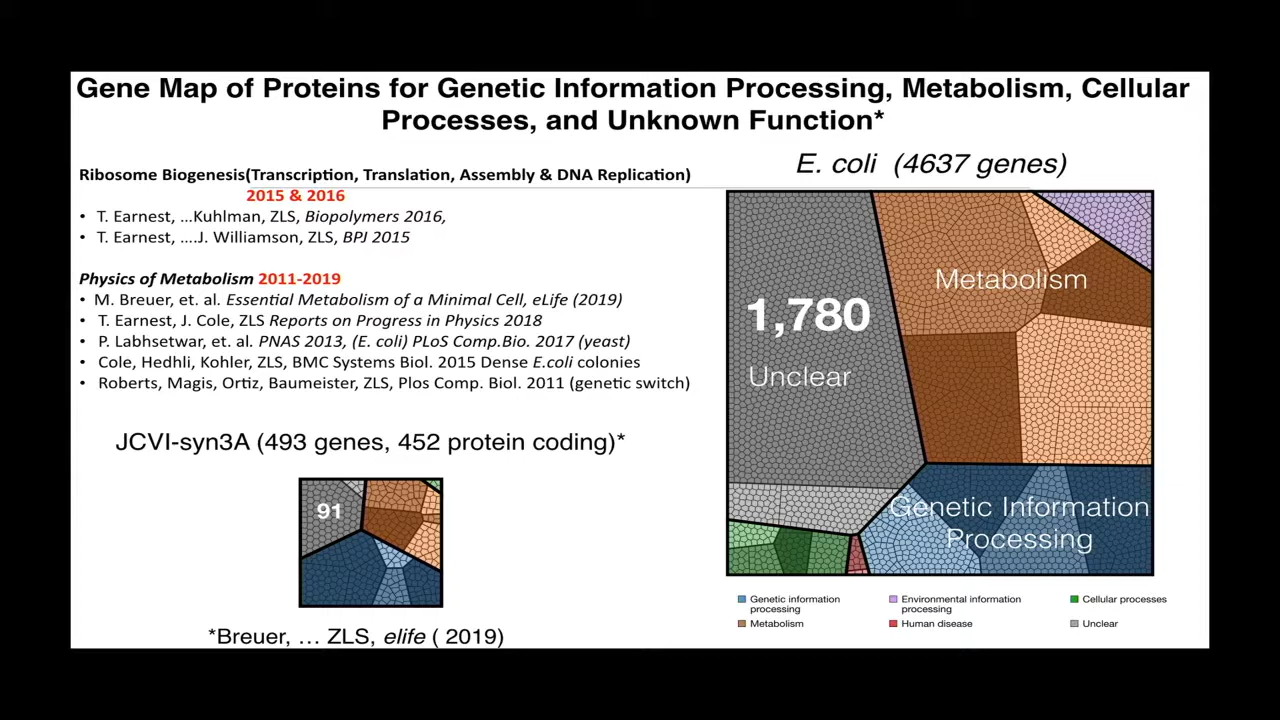 Gene Map of Proteins for Genetic Information Processing, Metabolism, Cellular
Processes, and Unknown Function*
Ribosome Biogenesis(Transcription, Translation, Assembly & DNA Replication)
2015 & 2016
• T. Earnest, …Kuhlman, ZLS, Biopolymers 2016,
• T. Earnest, ….J. Williamson, ZLS, BPJ 2015
Physics of Metabolism 2011-2019
• M. Breuer, et. al. Essential Metabolism of a Minimal Cell, eLife (2019)
• T. Earnest, J. Cole, ZLS Reports on Progress in Physics 2018
• P. Labhsetwar, et. al. PNAS 2013, (E. coli) PLoS Comp.Bio. 2017 (yeast)
• Cole, Hedhli, Kohler, ZLS, BMC Systems Biol. 2015 Dense E.coli colonies
• Roberts, Magis, Ortiz, Baumeister, ZLS, Plos Comp. Biol. 2011 (genetic switch)
JCVI-syn3A (493 genes, 452 protein coding)*
91
*Breuer, … ZLS, elife ( 2019)
E. coli (4637 genes)
Metabolism
1,780
Unclear
Genetic Information
Processing
Genetic information
processing
Environmental information
processing
Cellular processes
Metabolism
Human disease
Unclear